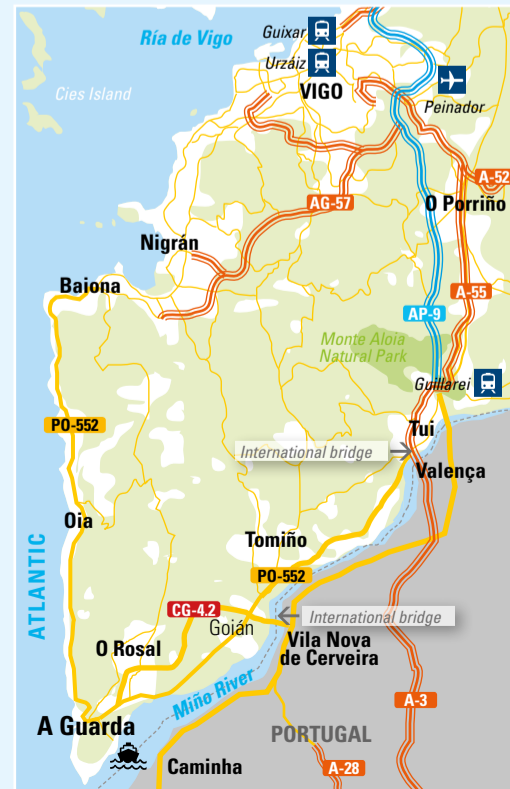 Ría de Vigo
Guixar
Urzáiz
VIGO
Cies Island
Peinador
A-52
AG-57
O Porriño
Nigrán
Baiona
A-55
AP-9
Monte Aloia
Natural Park
Guillarei
PO-552
Tui
International bridge
Valença
Oia
ATLANTIC
Tomiño
PO-552
CG-4.2
Goián
International bridge
Vila Nova
de Cerveira
O Rosal
Miño River
A-3
A Guarda
PORTUGAL
Caminha
A-28